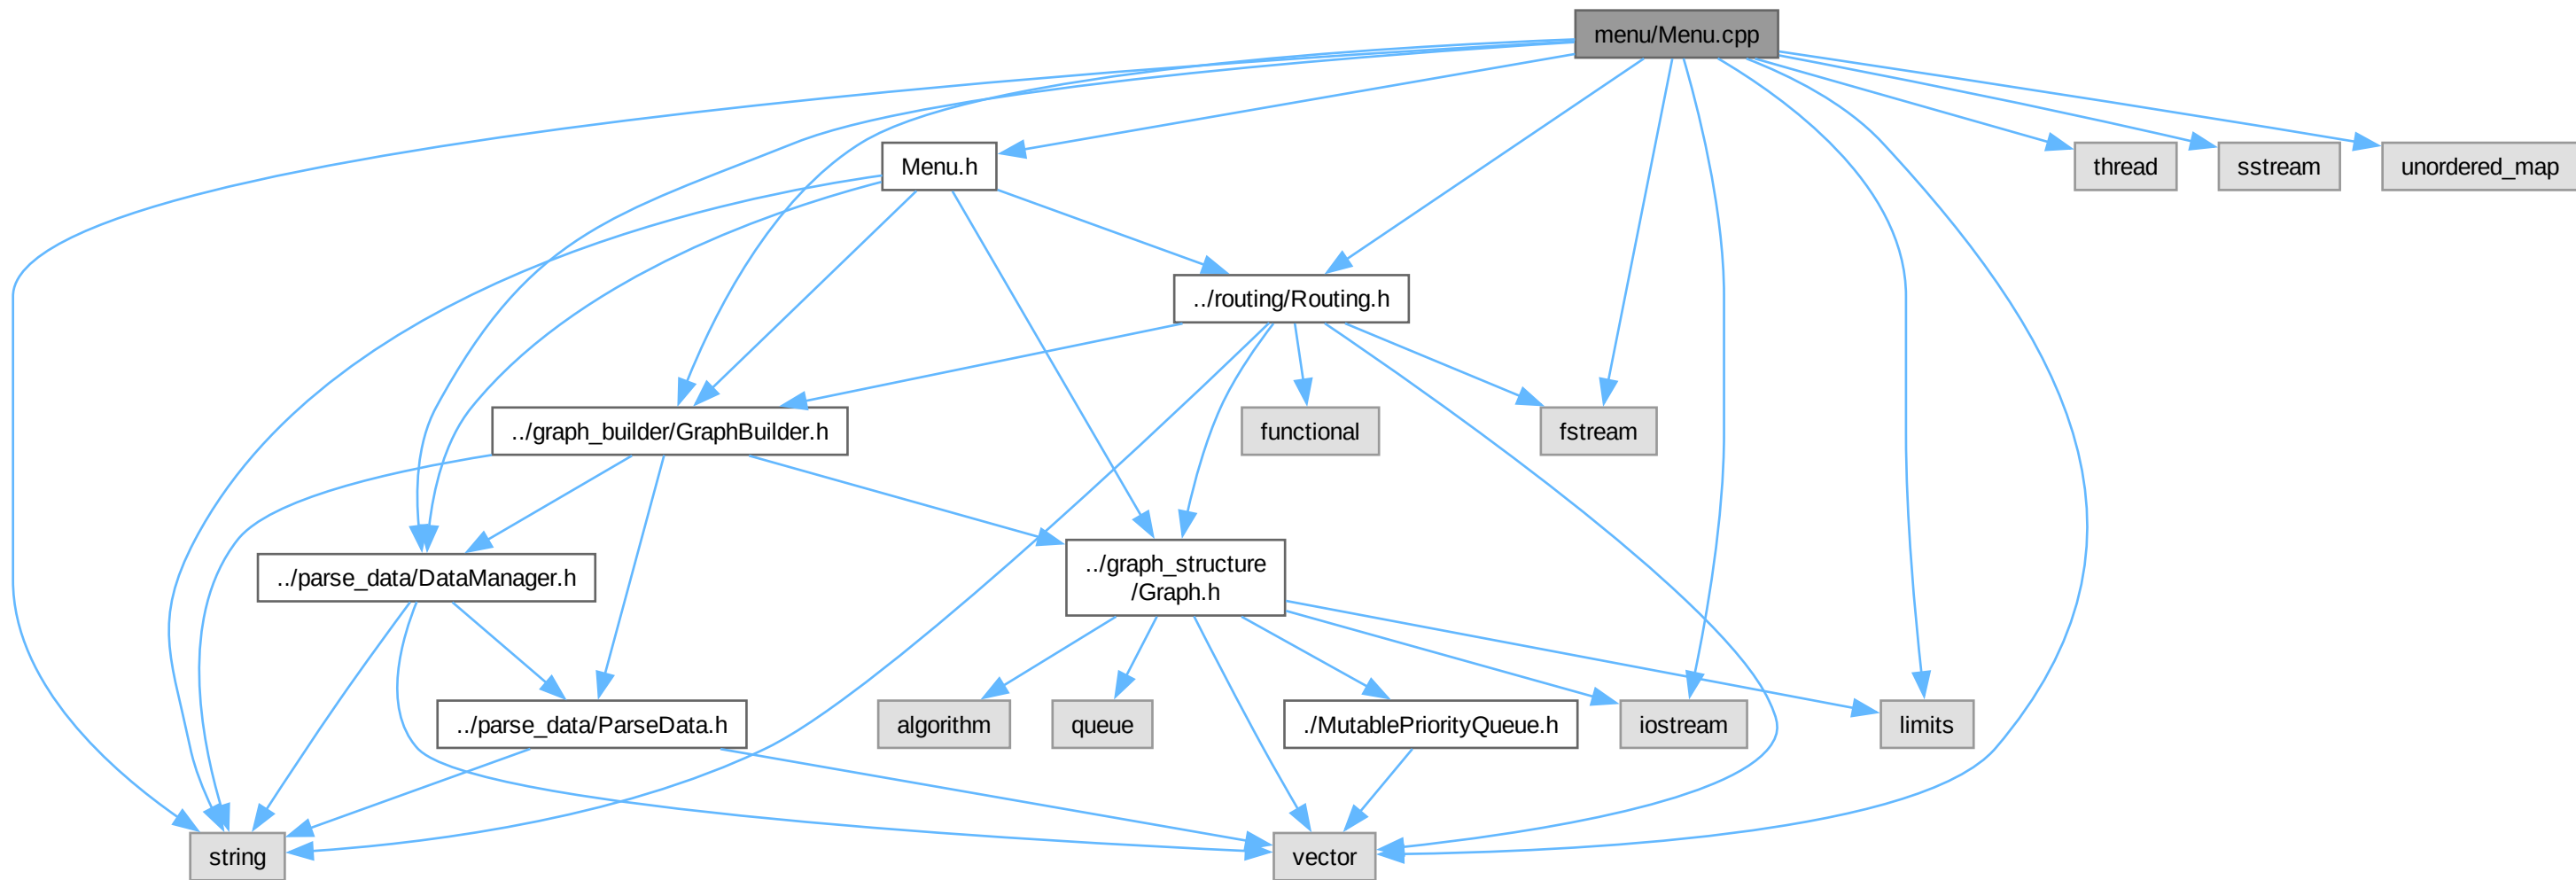 menu/Menu.cpp
Menu.h
thread
sstream
unordered_map
../routing/Routing.h
../graph_builder/GraphBuilder.h
functional
fstream
../parse_data/DataManager.h
../graph_structure
/Graph.h
../parse_data/ParseData.h
algorithm
queue
./MutablePriorityQueue.h
iostream
limits
string
vector